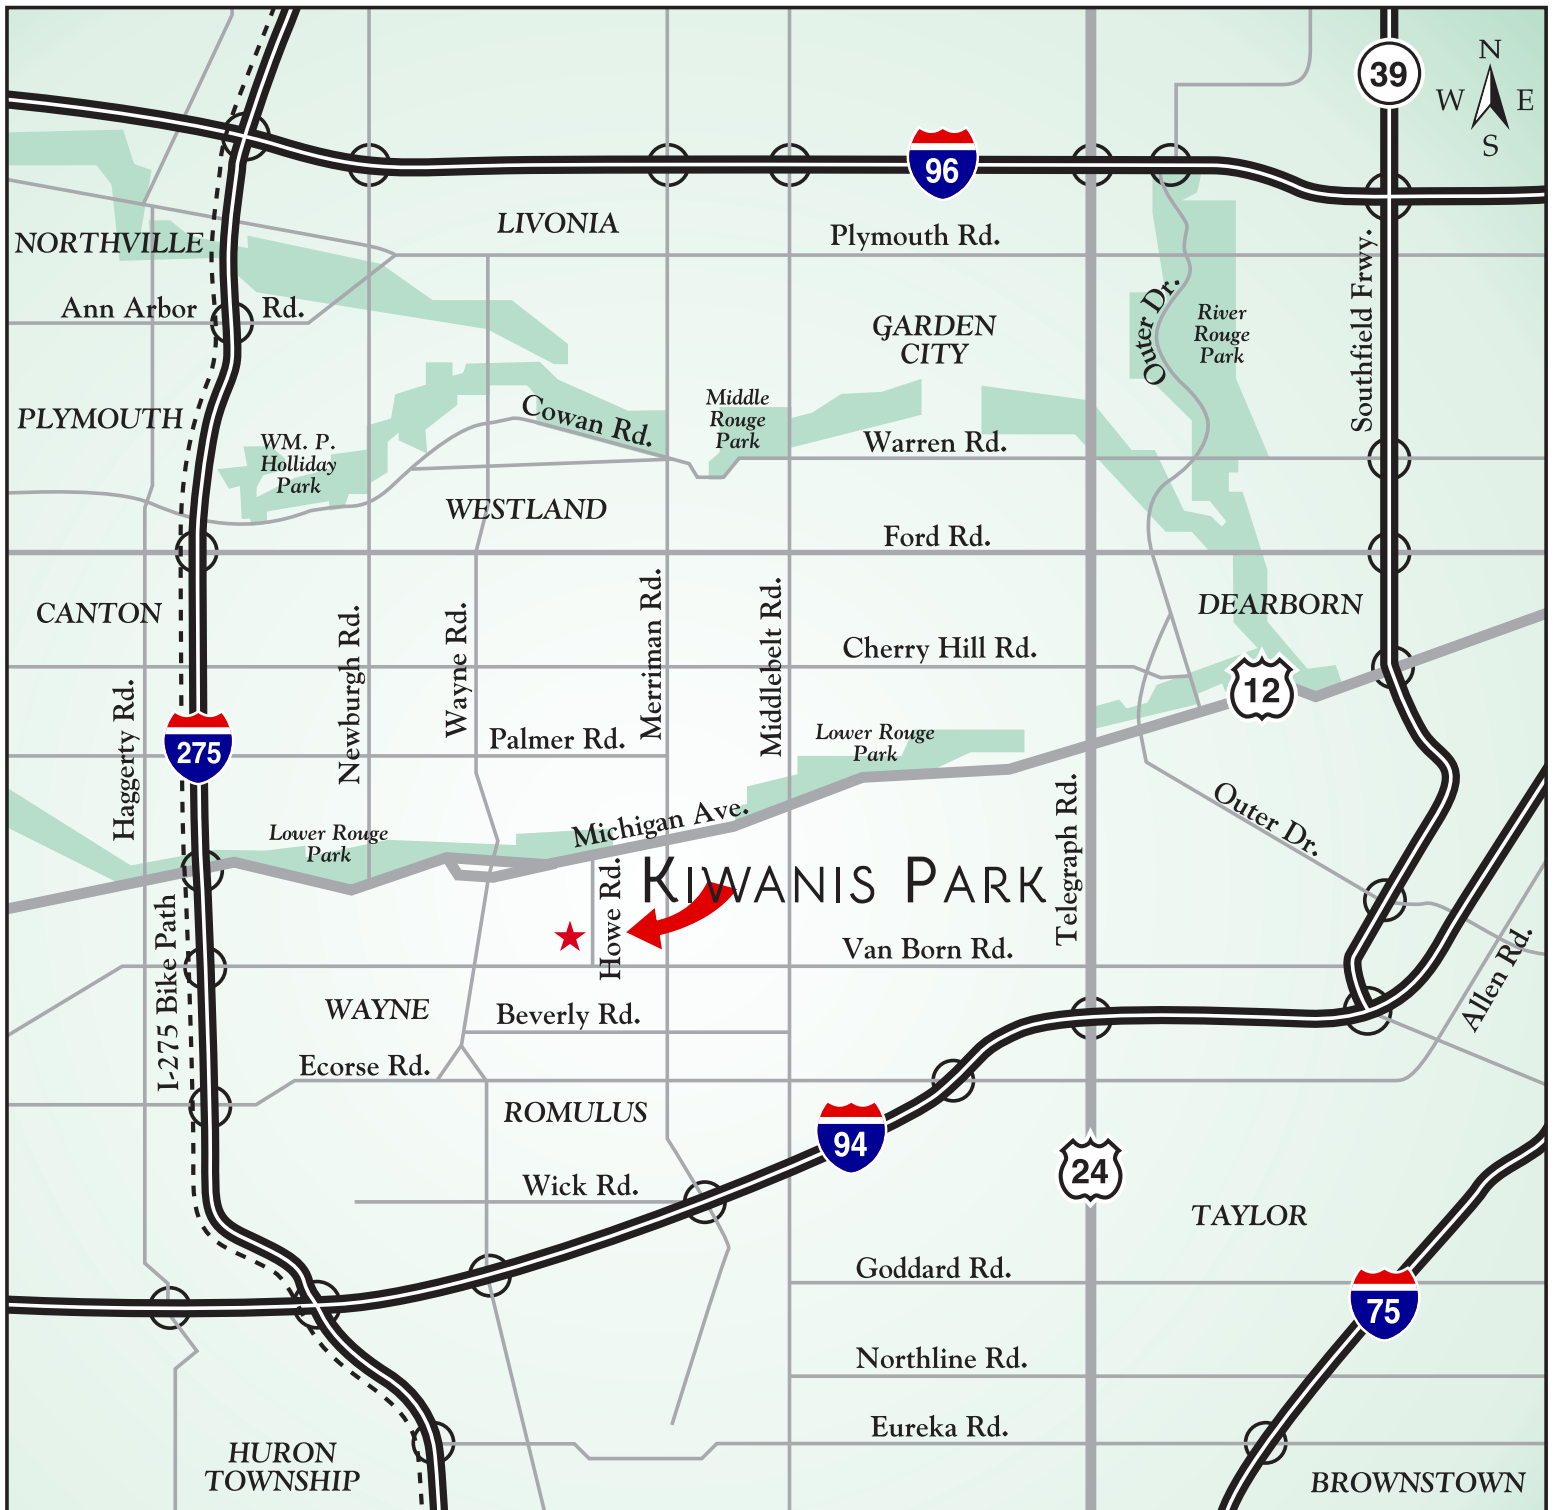 39
N
W E
S
96
LIVONIA
Plymouth Rd.
NORTHVILLE
Ann Arbor Rd.
GARDEN
CITY
Outer Dr.
River
Rouge
Park
Southfield Frwy.
PLYMOUTH
WM. P.
Holliday
Park
Cowan Rd.
Middle
Rouge
Park
Warren Rd.
WESTLAND
Ford Rd.
CANTON
DEARBORN
Haggerty Rd.
Newburgh Rd.
Wayne Rd.
Merriman Rd.
Middlebelt Rd.
Cherry Hill Rd.
12
275
Palmer Rd.
Lower Rouge
Park
Telegraph Rd.
Outer Dr.
Lower Rouge
Park
Michigan Ave.
KIWANIS PARK
Howe Rd.
I-275 Bike Path
Van Born Rd.
Allen Rd.
WAYNE
Beverly Rd.
Ecorse Rd.
ROMULUS
94
24
Wick Rd.
TAYLOR
Goddard Rd.
75
Northline Rd.
Eureka Rd.
HURON
TOWNSHIP
BROWNSTOWN